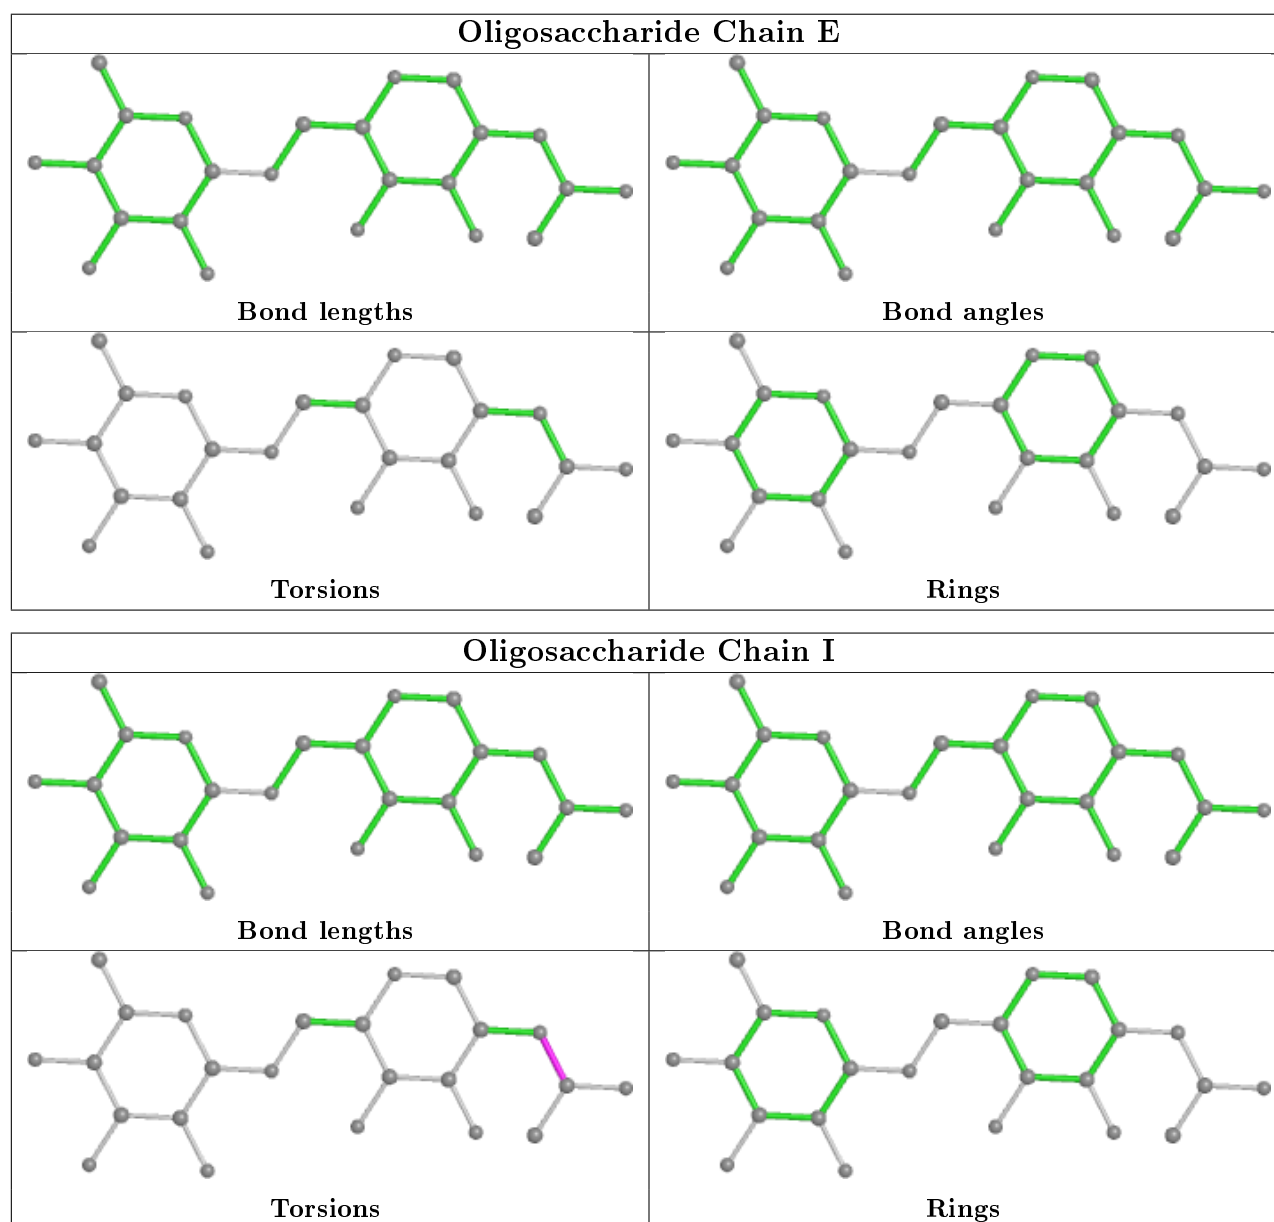 Oligosaccharide Chain E
Bond lengths
Bond angles
Torsions
Rings
Oligosaccharide Chain I
Bond lengths
Bond angles
Torsions
Rings